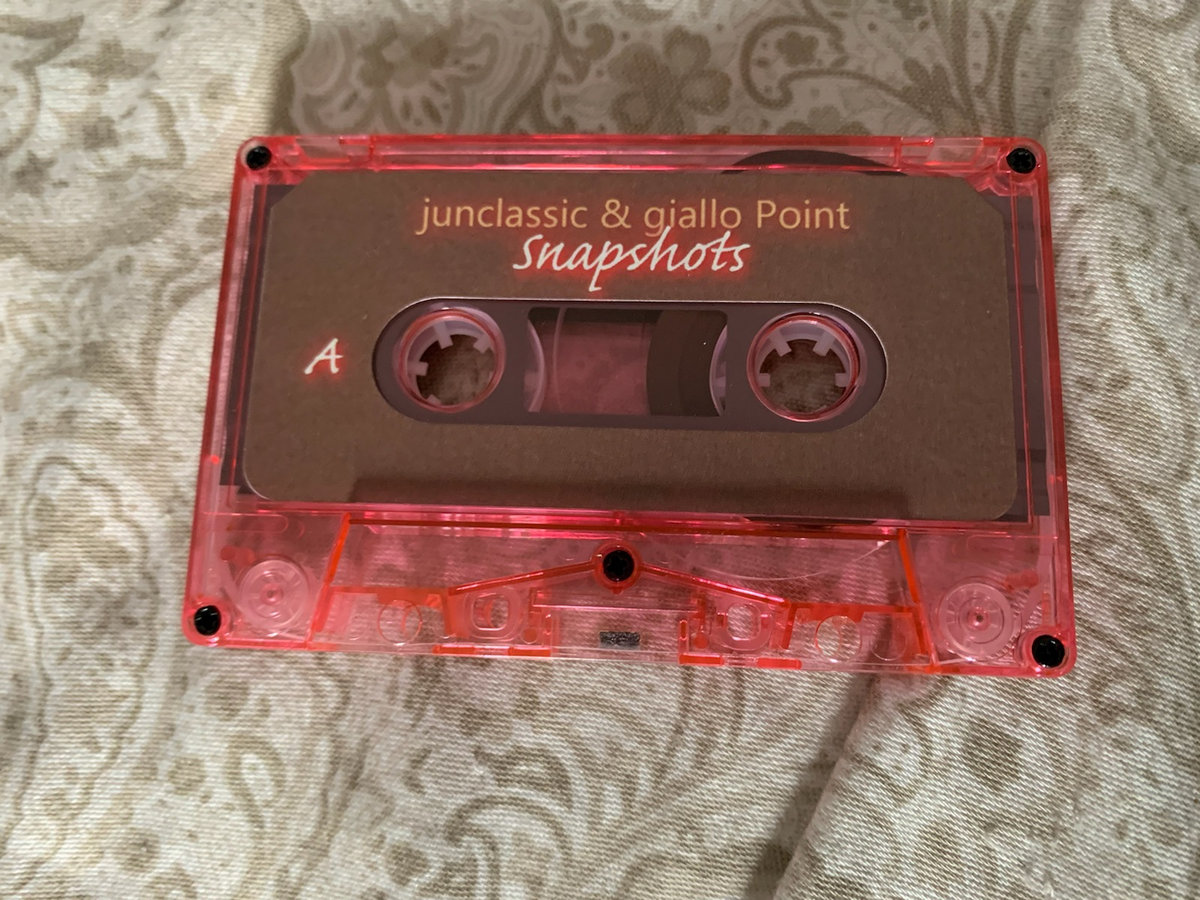 junclassic & giallo Point
Snapshots
A